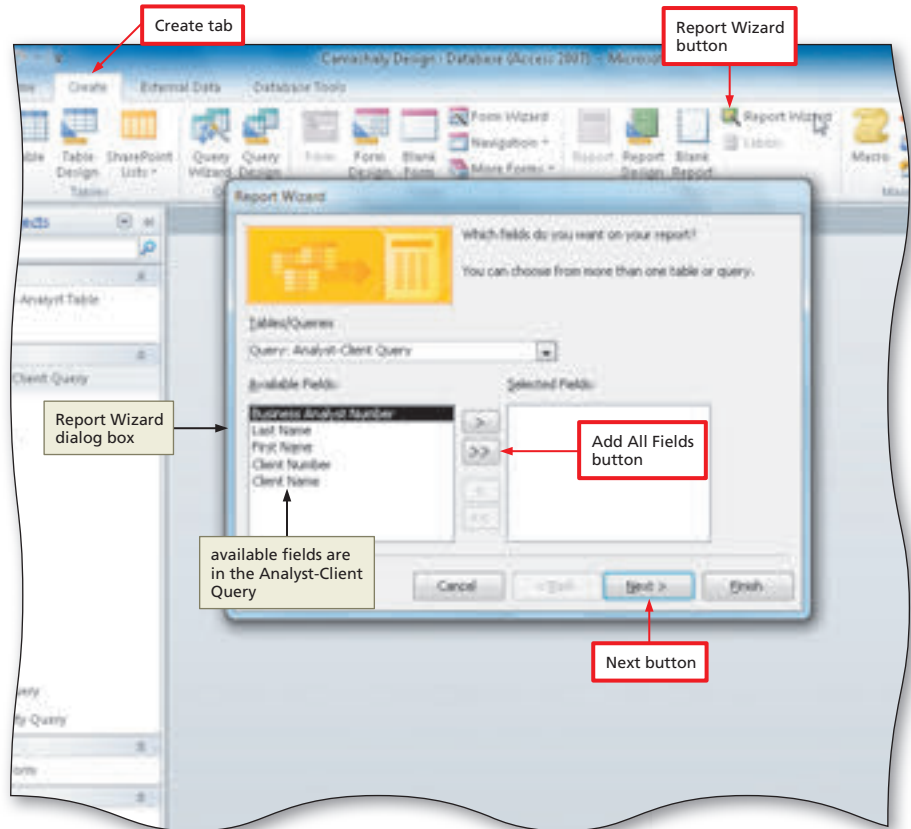 Create tab
Report Wizard
button
Design : Database (Access 2007) -
Create
External Data
Database Tools
Table
Design
SharePoint
Lists
Tables
Query
Wizard
Query
Design
Form
Form
Design
Blank
Form
Form Wizard
Navigation
More Forms
Report
Report
Design
Blank
Report
Report Wizard
Labels
Macro
Analyst Table
Client Query
Query
Report Wizard
Which fields do you want on your report?
You can choose from more than one table or query.
Tables/Queries
Query: Analyst-Client Query
Available Fields:
Selected Fields:
Business Analyst Number
Last Name
First Name
Client Number
Client Name
>
>>
<
<<
Report Wizard
dialog box
Add All Fields
button
available fields are
in the Analyst-Client
Query
Cancel
< Back
Next >
Finish
Next button
Query